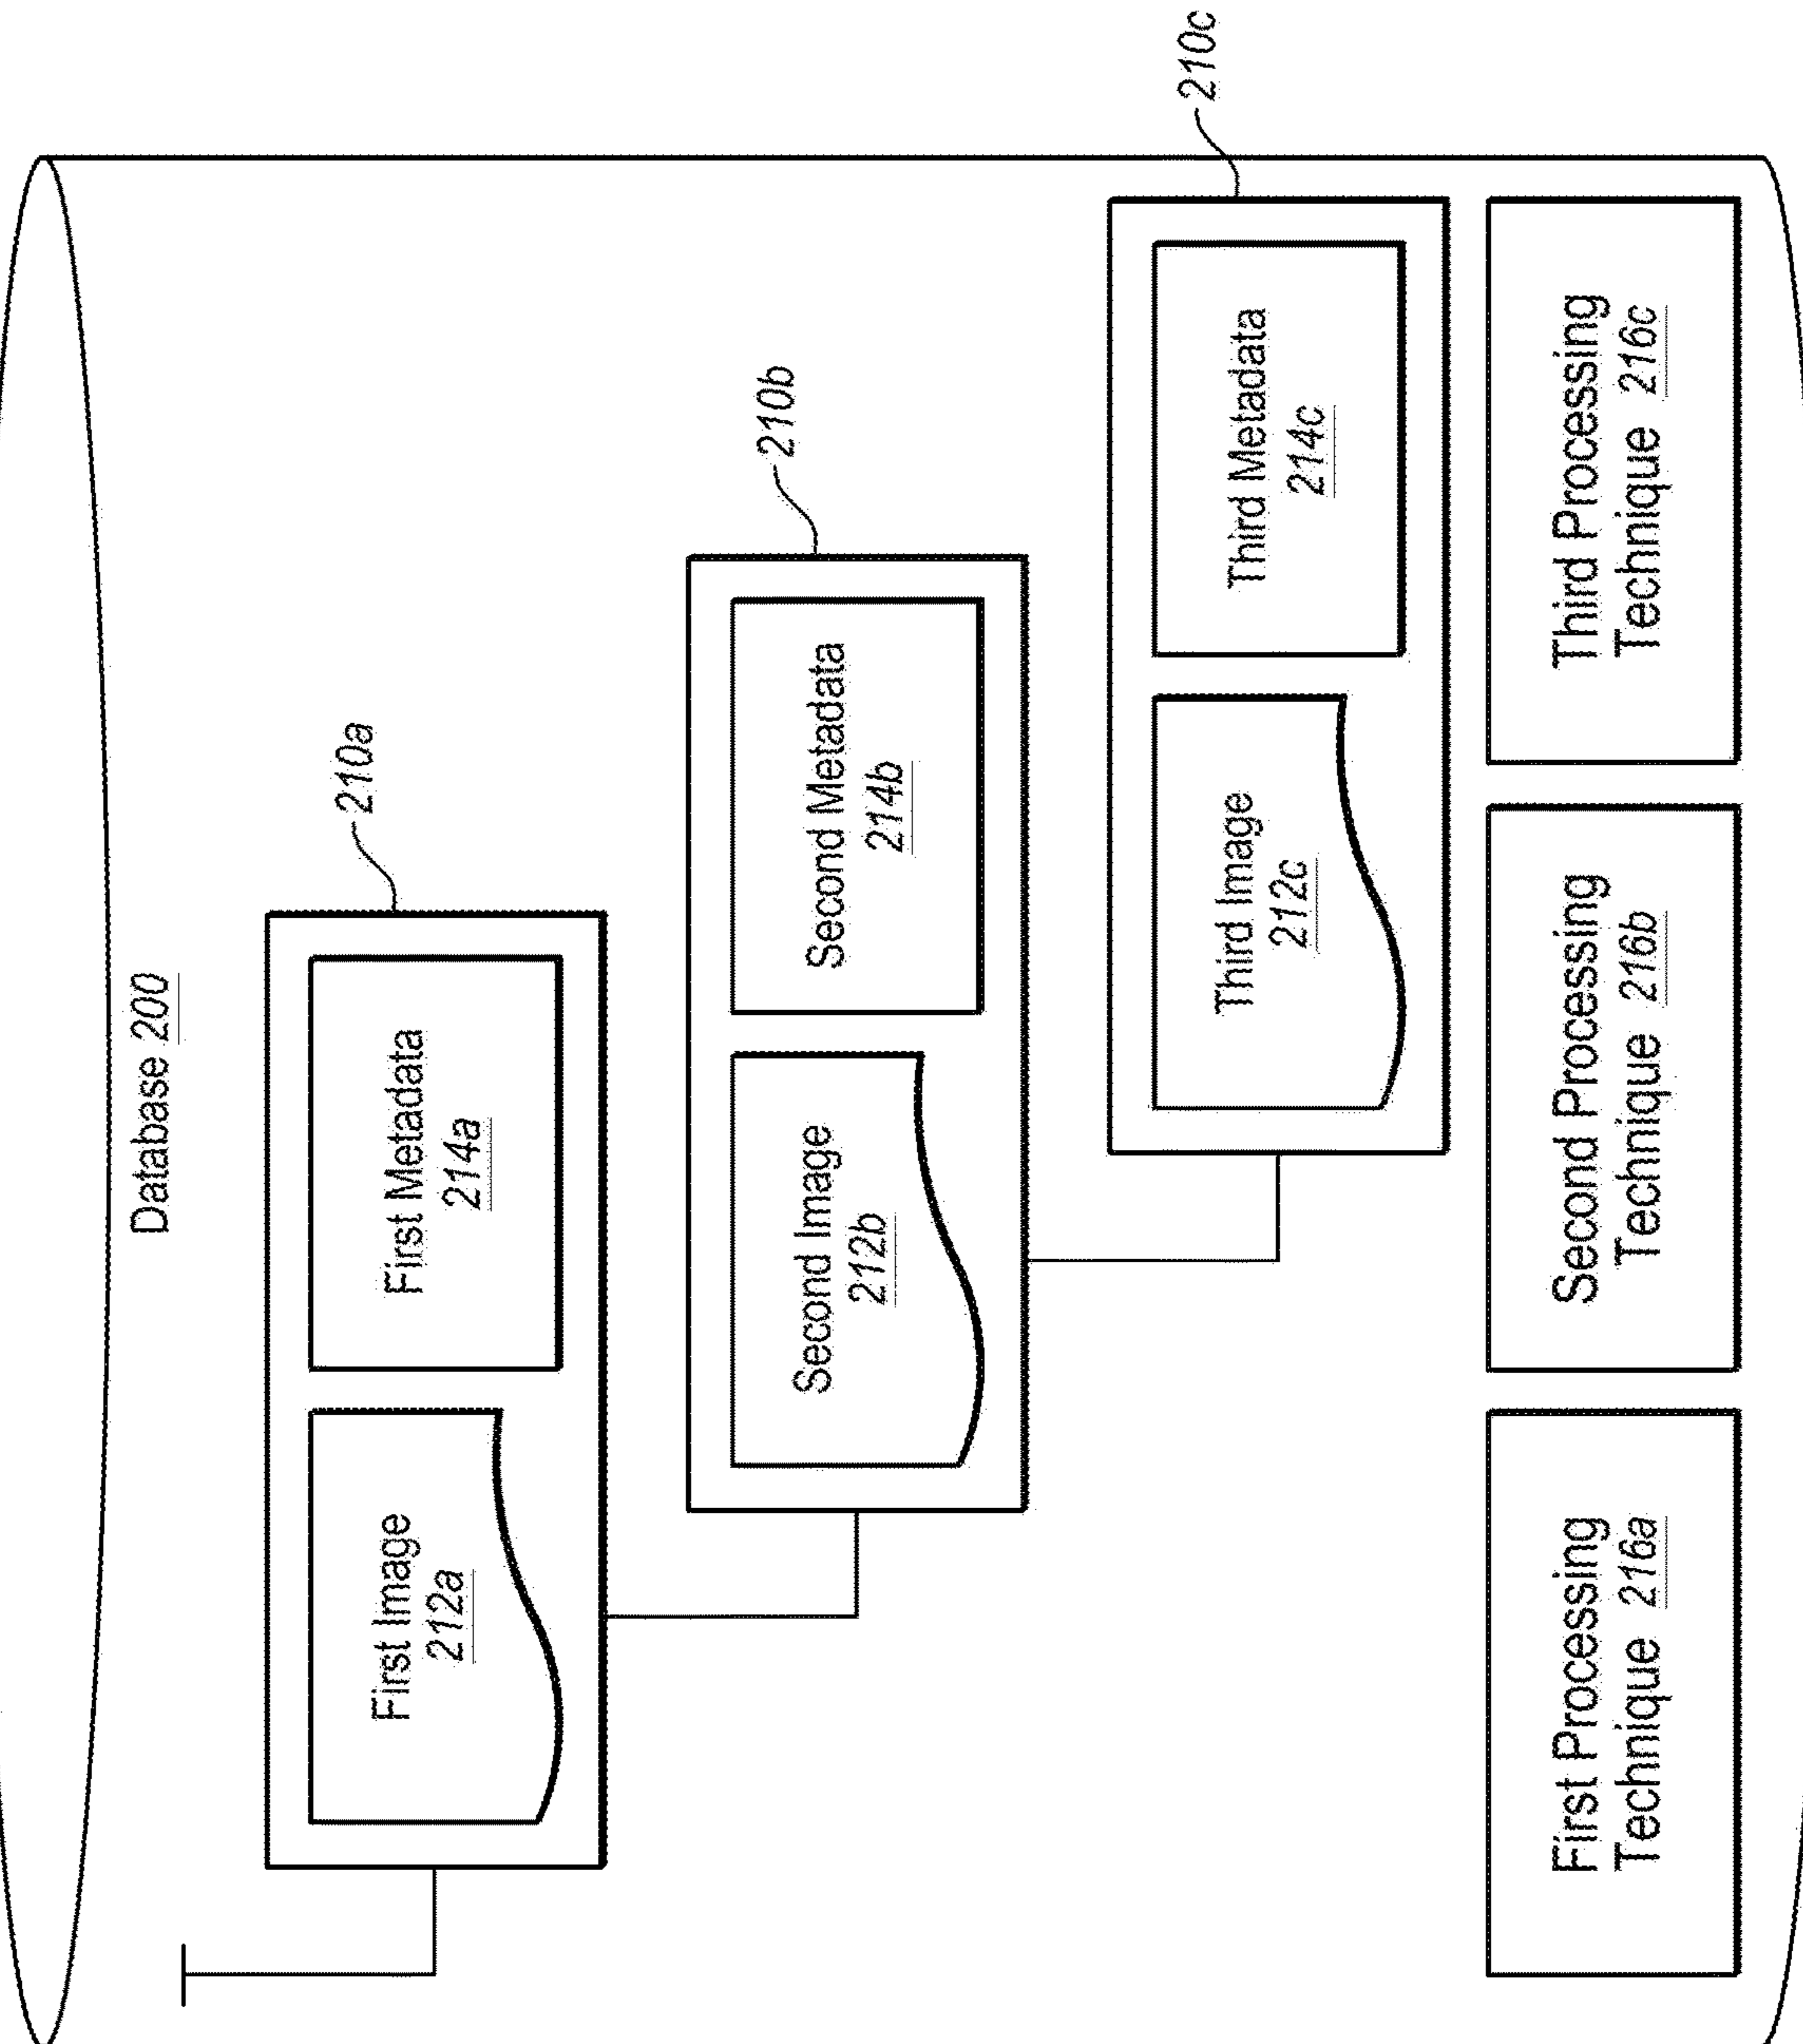 Database 200
210a
First Image
212a
First Metadata
214a
210b
Second Image
212b
Second Metadata
214b
210c
Third Image
212c
Third Metadata
214c
First Processing
Technique 216a
Second Processing
Technique 216b
Third Processing
Technique 216c